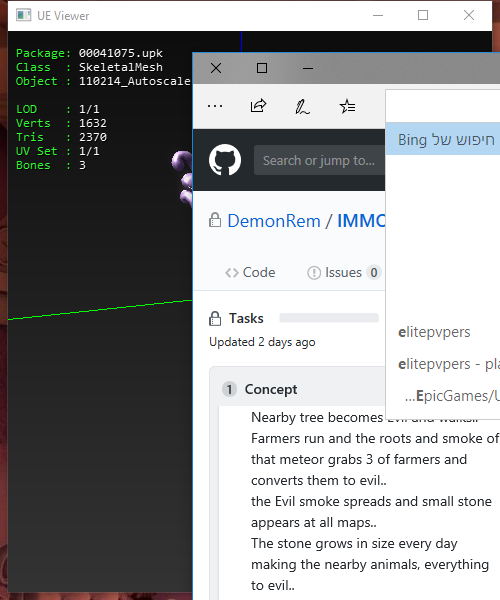 UE Viewer
Package: 00041075.upk
Class : SkeletalMesh
Object : 110214_Autoscale
LOD : 1/1
Verts : 1632
Tris : 2370
UV Set : 1/1
Bones : 3
Search or jump to...
חיפוש של Bing
DemonRem / IMMO
Code
Issues 0
Tasks
Updated 2 days ago
elitepvpers
elitepvpers - pla
...EpicGames/U
1 Concept
Nearby tree becomes Evil and walks..
Farmers run and the roots and smoke of
that meteor grabs 3 of farmers and
converts them to evil..
the Evil smoke spreads and small stone
appears at all maps..
The stone grows in size every day
making the nearby animals, everything
to evil..